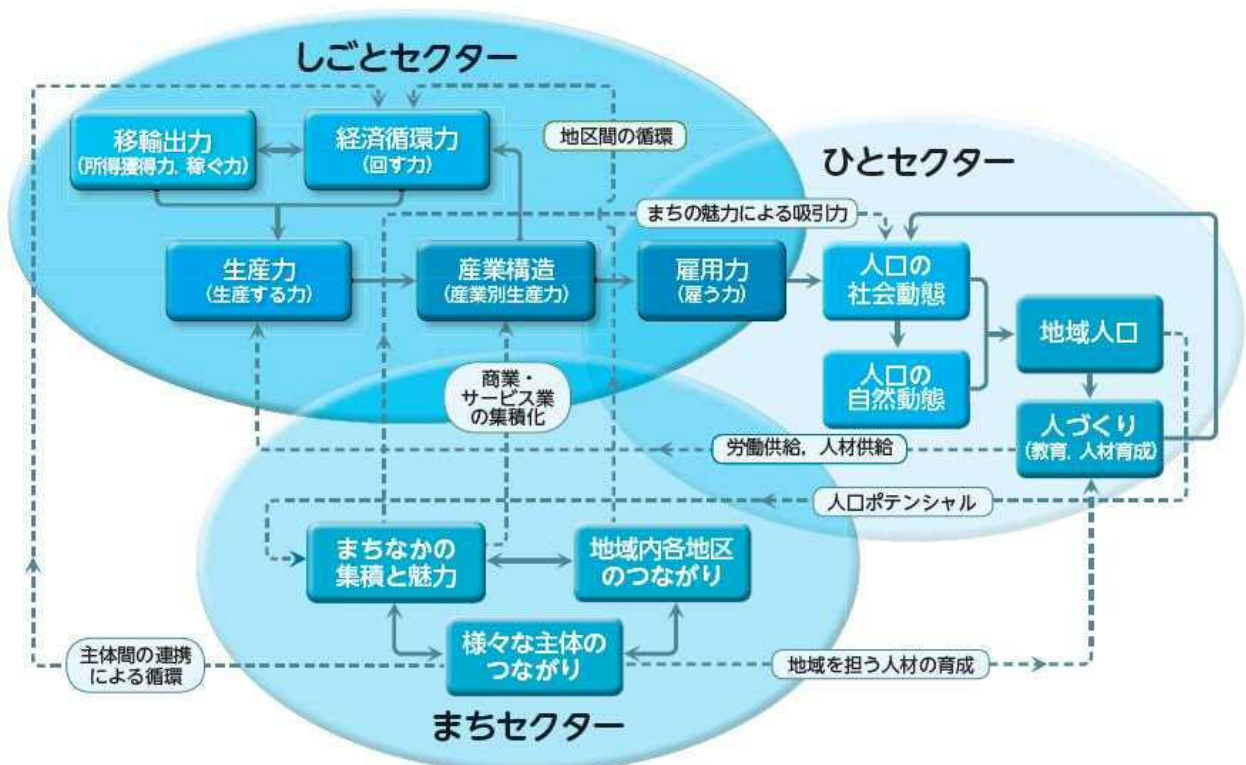 しごとセクター
移輸出力
(所得獲得力, 稼ぐ力)
経済循環力
(回す力)
地区間の循環
ひとセクター
まちの魅力による吸引力
生産力
(生産する力)
産業構造
(産業別生産力)
雇用力
(雇う力)
人口の
社会動態
地域人口
人口の
自然動態
商業・
サービス業
の集積化
人づくり
(教育, 人材育成)
労働供給, 人材供給
人口ポテンシャル
まちなかの
集積と魅力
地域内各地区
のつながり
様々な主体の
つながり
主体間の連携
による循環
地域を担う人材の育成
まちセクター